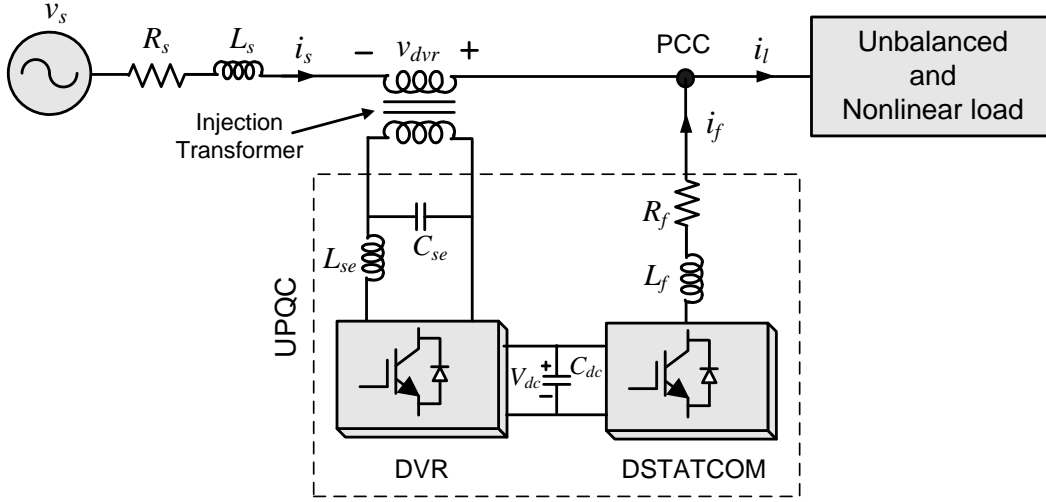 v_s
R_s
L_s
i_s
− v_dvr +
PCC
i_l
Unbalanced
and
Nonlinear load
Injection
Transformer
i_f
R_f
C_se
L_se
L_f
UPQC
V_dc
+
−
C_dc
DVR
DSTATCOM